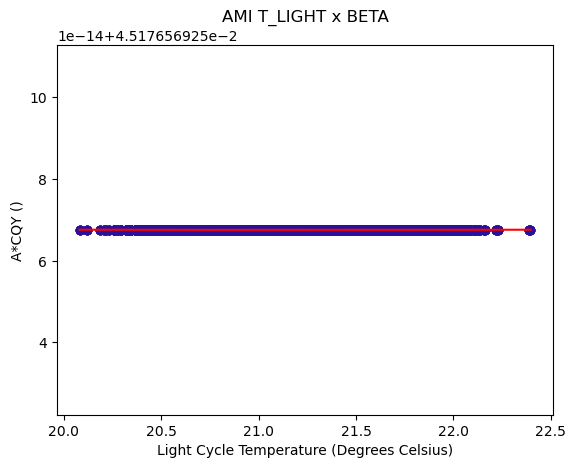 AMI T_LIGHT x BETA
1e−14+4.517656925e−2
10
8
6
4
A*CQY ()
20.0 20.5 21.0 21.5 22.0 22.5
Light Cycle Temperature (Degrees Celsius)